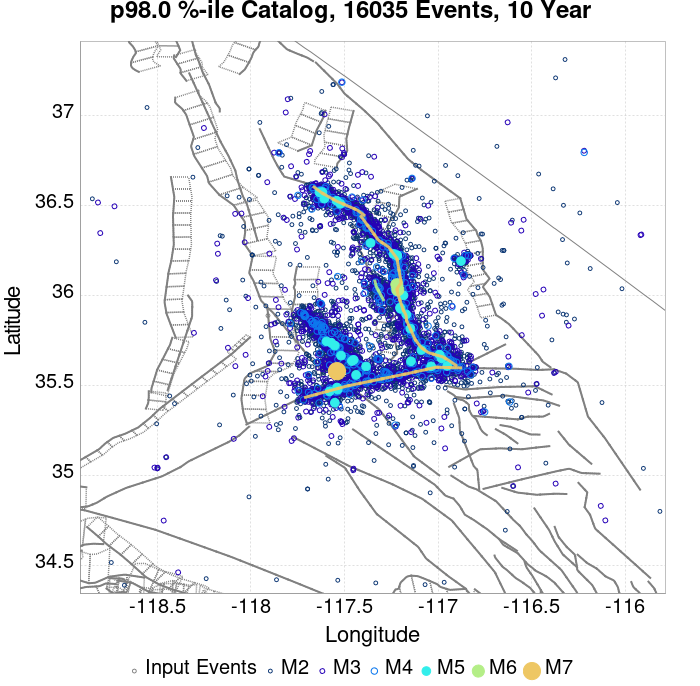 p98.0 %-ile Catalog, 16035 Events, 10 Year
Latitude
37
36.5
36
35.5
35
34.5
-118.5 -118 -117.5 -117 -116.5 -116
Longitude
Input Events M2 M3 M4 M5 M6 M7